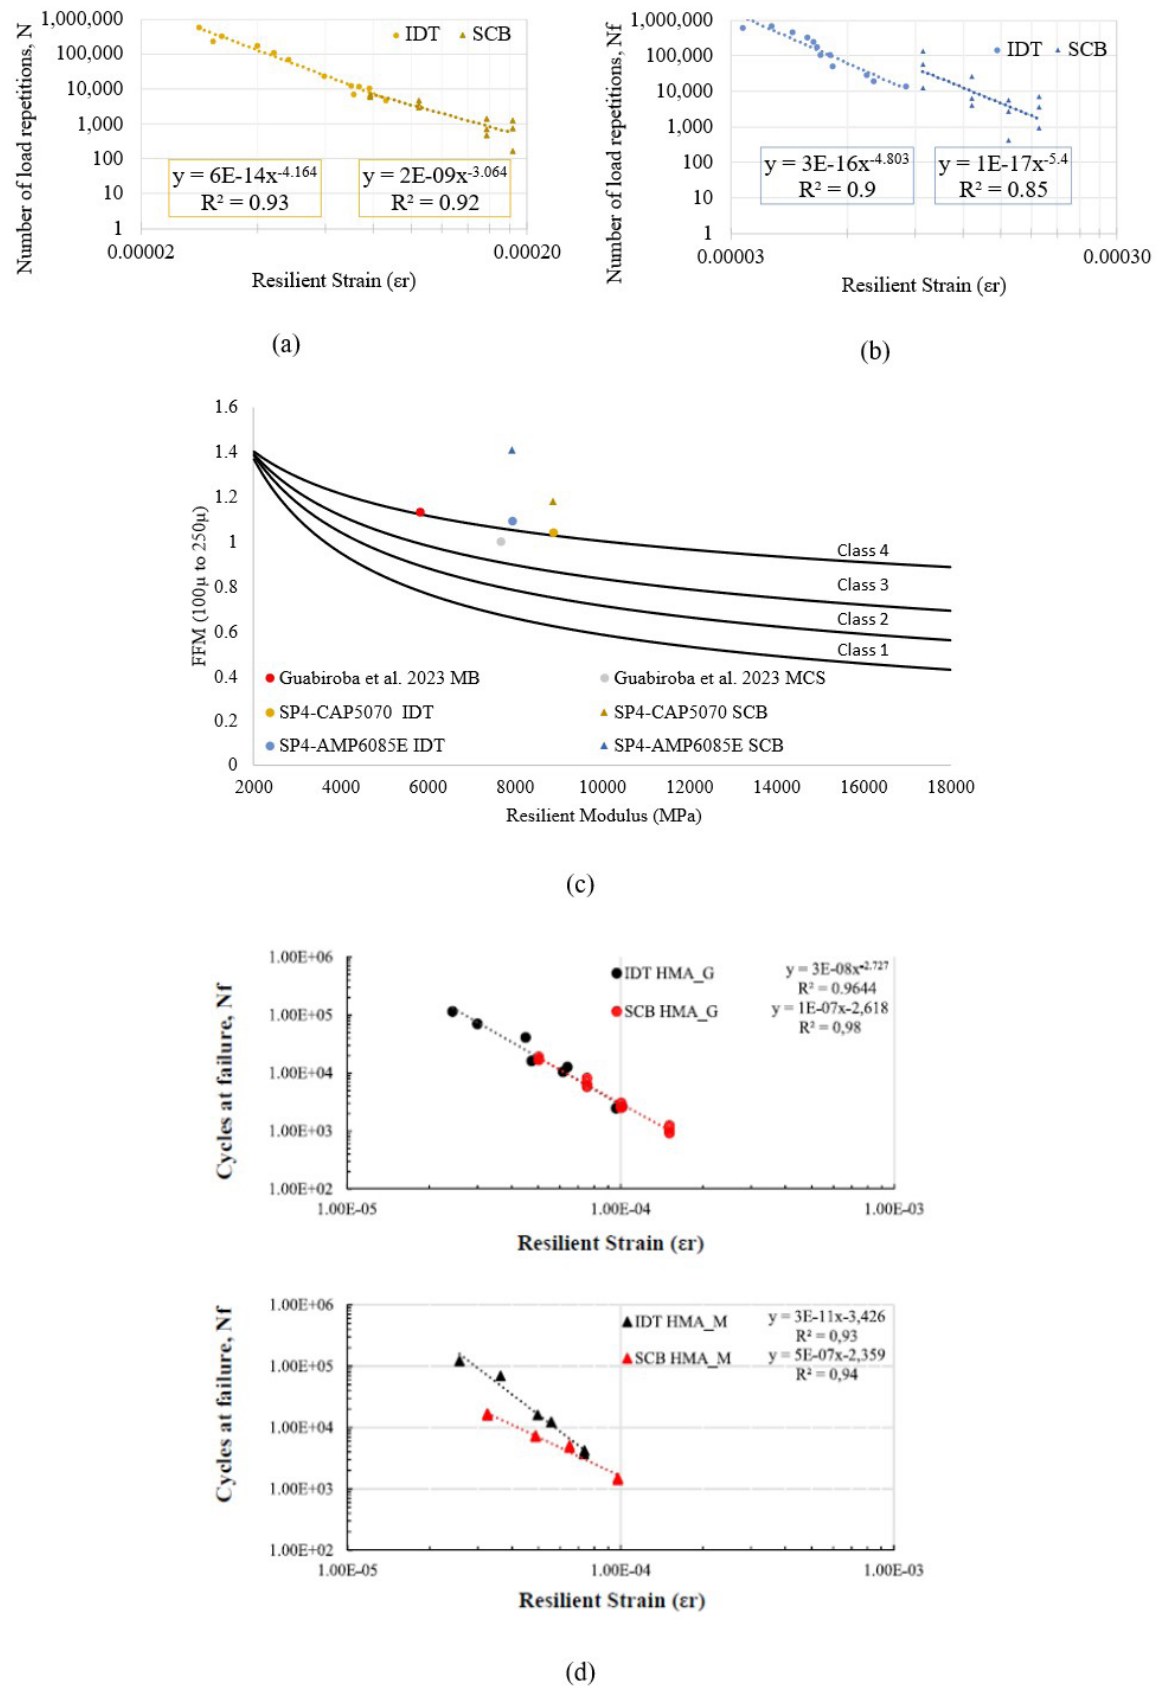 Number of load repetitions, N
1,000,000
100,000
10,000
1,000
100
10
1
IDT SCB
y = 6E-14x-4.164
R² = 0.93
y = 2E-09x-3.064
R² = 0.92
0.00002 0.00020
Resilient Strain (εr)
(a)
Number of load repetitions, Nf
1,000,000
100,000
10,000
1,000
100
10
1
IDT SCB
y = 3E-16x-4.803
R² = 0.9
y = 1E-17x-5.4
R² = 0.85
0.00003 0.00030
Resilient Strain (εr)
(b)
FFM (100μ to 250μ)
1.6
1.4
1.2
1
0.8
0.6
0.4
0.2
0
Class 4
Class 3
Class 2
Class 1
Guabiroba et al. 2023 MB Guabiroba et al. 2023 MCS
SP4-CAP5070 IDT SP4-CAP5070 SCB
SP4-AMP6085E IDT SP4-AMP6085E SCB
2000 4000 6000 8000 10000 12000 14000 16000 18000
Resilient Modulus (MPa)
(c)
Cycles at failure, Nf
1.00E+06
1.00E+05
1.00E+04
1.00E+03
1.00E+02
IDT HMA_G
SCB HMA_G
y = 3E-08x-2.727
R² = 0.9644
y = 1E-07x-2,618
R² = 0,98
1.00E-05 1.00E-04 1.00E-03
Resilient Strain (εr)
Cycles at failure, Nf
1.00E+06
1.00E+05
1.00E+04
1.00E+03
1.00E+02
IDT HMA_M
SCB HMA_M
y = 3E-11x-3,426
R² = 0,93
y = 5E-07x-2,359
R² = 0,94
1.00E-05 1.00E-04 1.00E-03
Resilient Strain (εr)
(d)